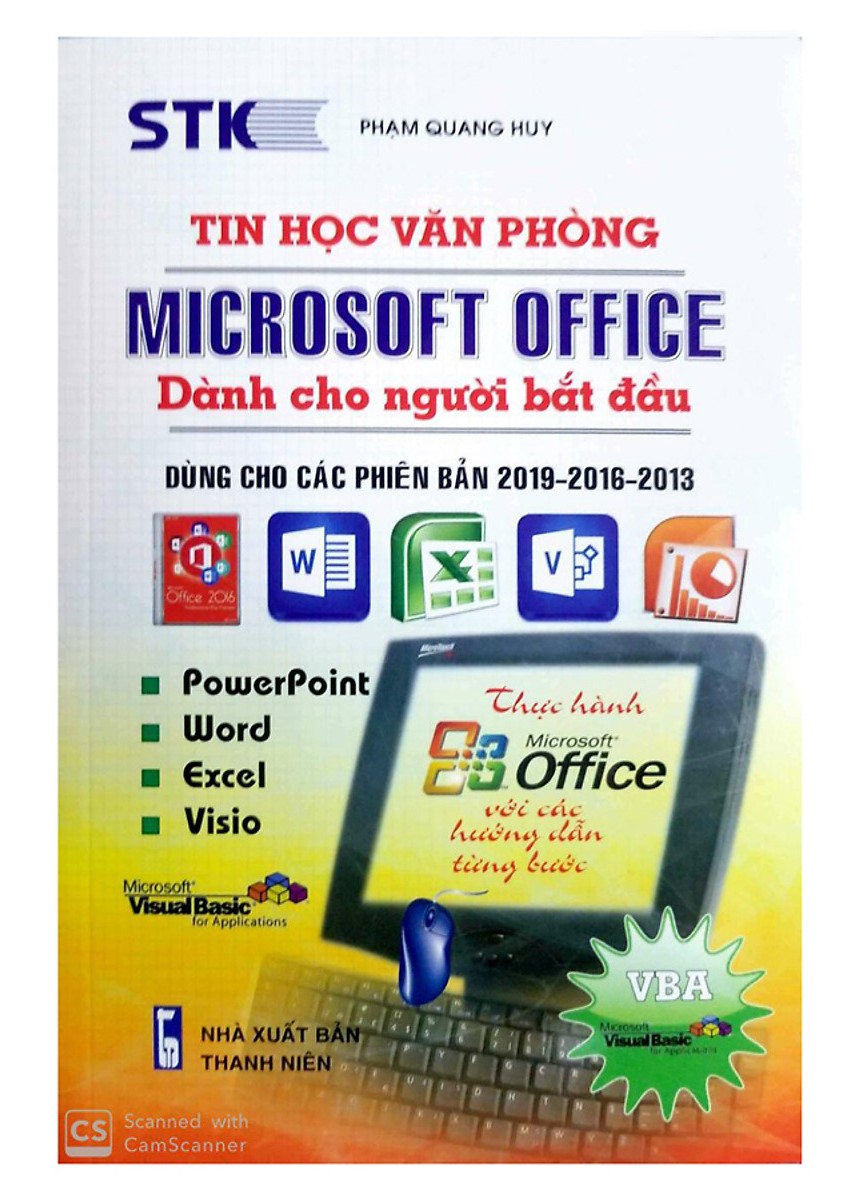 STK
PHẠM QUANG HUY
TIN HỌC VĂN PHÒNG
MICROSOFT OFFICE
Dành cho người bắt đầu
DÙNG CHO CÁC PHIÊN BẢN 2019-2016-2013
Office 2016
W
X
V
PowerPoint
Word
Excel
Visio
Thực hành
Microsoft
Office
với các
hướng dẫn
từng bước
Microsoft
Visual Basic
for Applications
VBA
Microsoft
Visual Basic
for Applications
NHÀ XUẤT BẢN
THANH NIÊN
CS
Scanned with
CamScanner